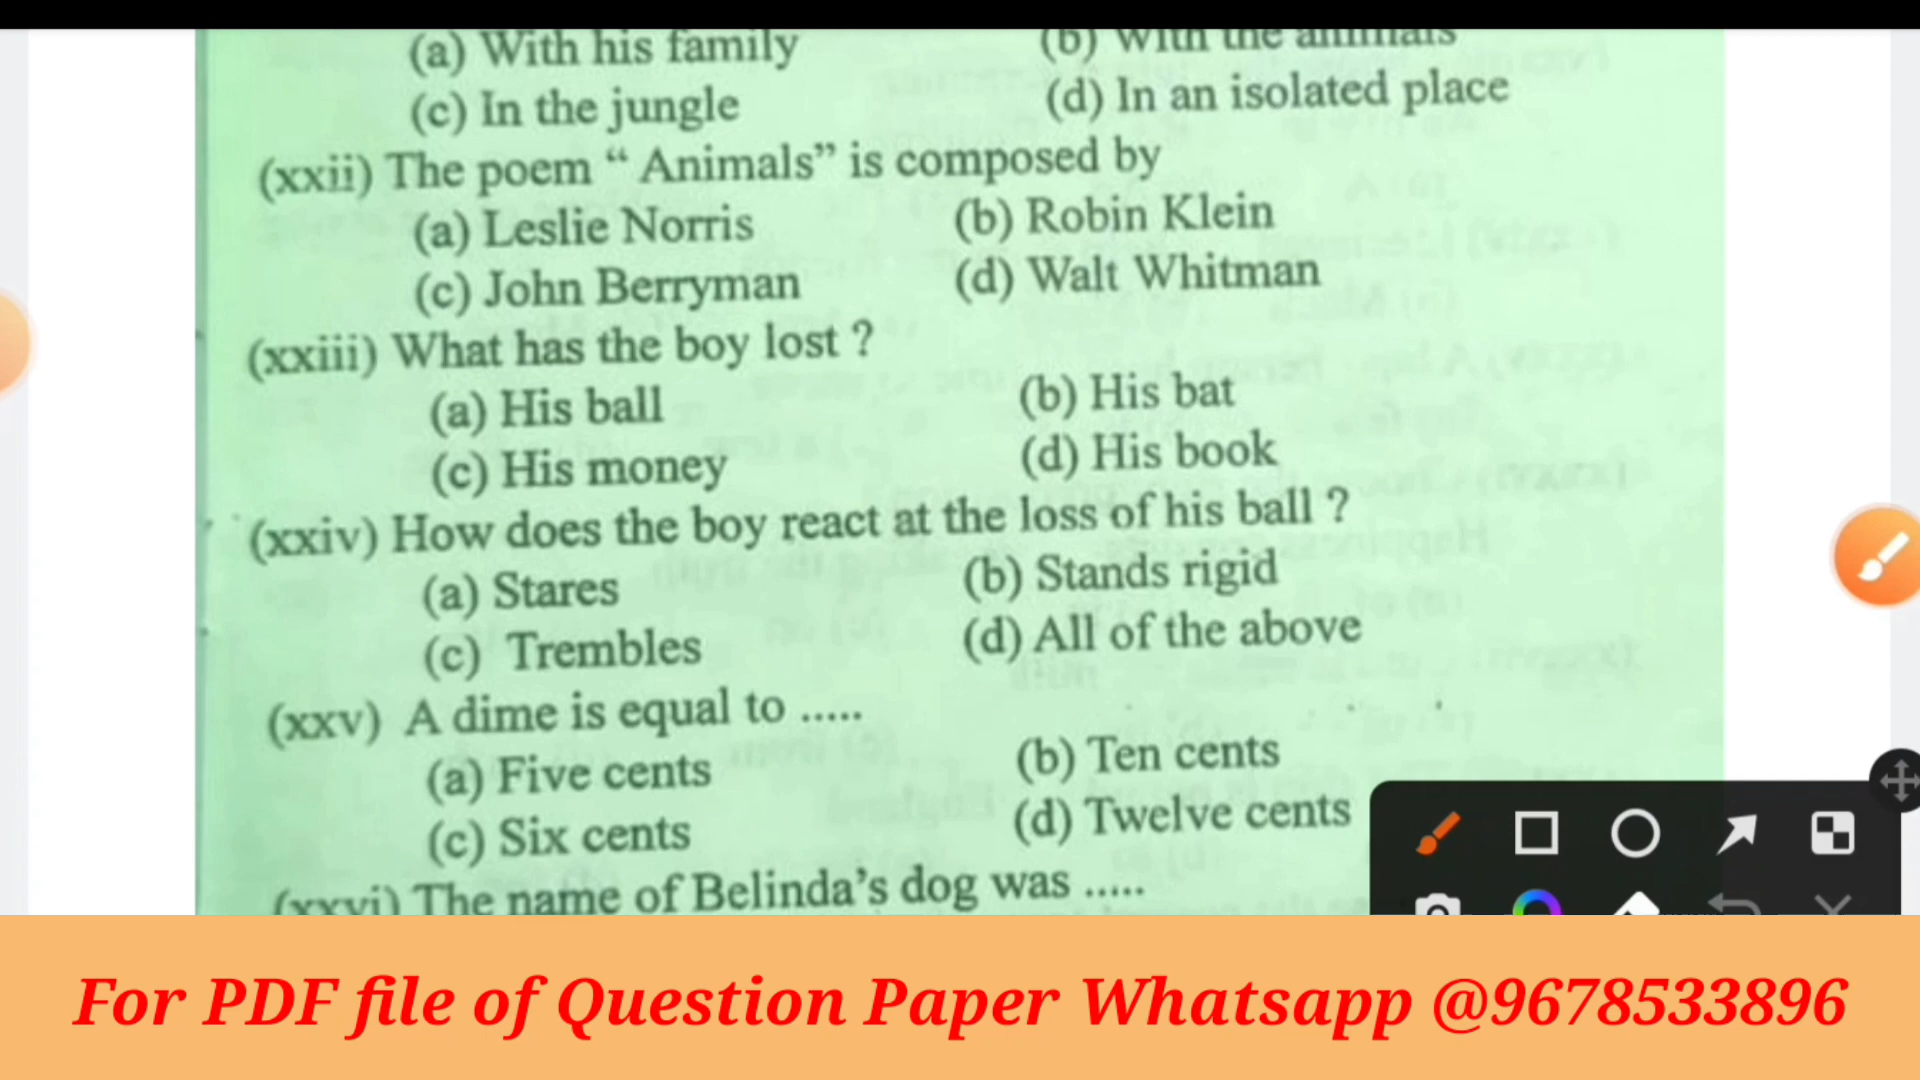 (a) With his family (b) With the animals
(c) In the jungle (d) In an isolated place
(xxii) The poem “ Animals” is composed by
(a) Leslie Norris (b) Robin Klein
(c) John Berryman (d) Walt Whitman
(xxiii) What has the boy lost ?
(a) His ball (b) His bat
(c) His money (d) His book
(xxiv) How does the boy react at the loss of his ball ?
(a) Stares (b) Stands rigid
(c) Trembles (d) All of the above
(xxv) A dime is equal to .....
(a) Five cents (b) Ten cents
(c) Six cents (d) Twelve cents
(xxvi) The name of Belinda’s dog was .....
For PDF file of Question Paper Whatsapp @9678533896